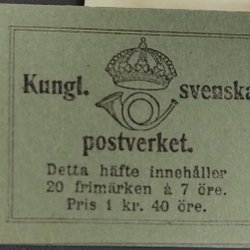 Kungl. svenska
postverket.
Detta häfte innehåller
20 frimärken à 7 öre.
Pris 1 kr. 40 öre.